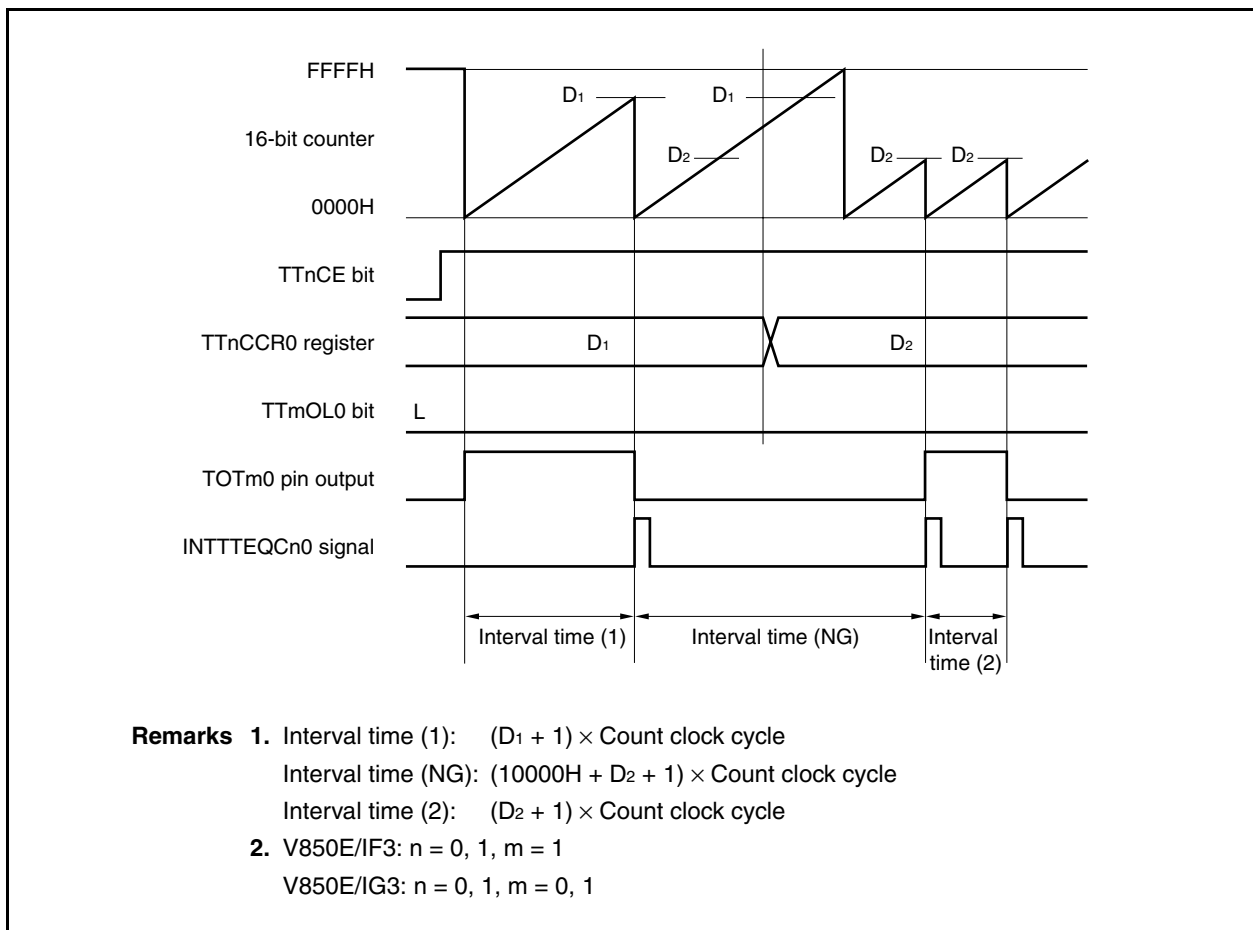 FFFFH
D1
D1
16-bit counter
D2
D2
D2
0000H
TTnCE bit
TTnCCR0 register
D1
D2
TTmOL0 bit
L
TOTm0 pin output
INTTTEQCn0 signal
Interval time (1)
Interval time (NG)
Interval
time (2)
Remarks 1. Interval time (1): (D1 + 1) × Count clock cycle
Interval time (NG): (10000H + D2 + 1) × Count clock cycle
Interval time (2): (D2 + 1) × Count clock cycle
2. V850E/IF3: n = 0, 1, m = 1
V850E/IG3: n = 0, 1, m = 0, 1